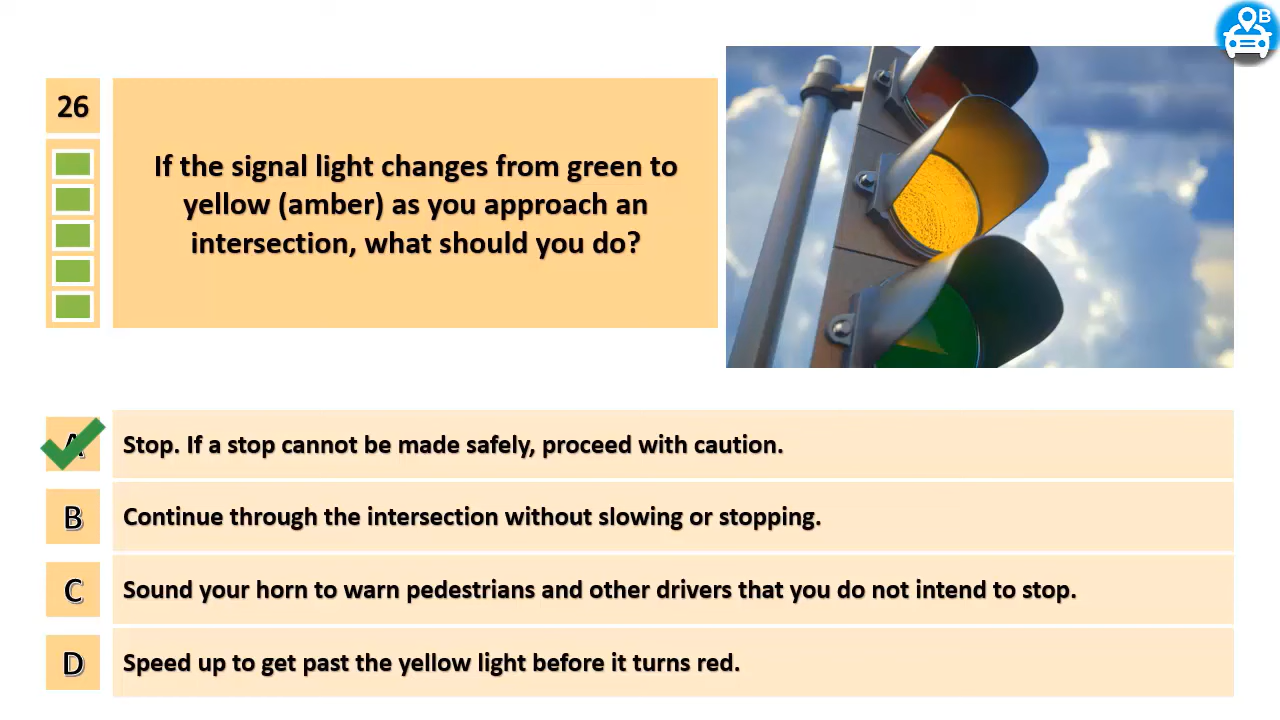 B
26
If the signal light changes from green to
yellow (amber) as you approach an
intersection, what should you do?
A
Stop. If a stop cannot be made safely, proceed with caution.
B
Continue through the intersection without slowing or stopping.
C
Sound your horn to warn pedestrians and other drivers that you do not intend to stop.
D
Speed up to get past the yellow light before it turns red.